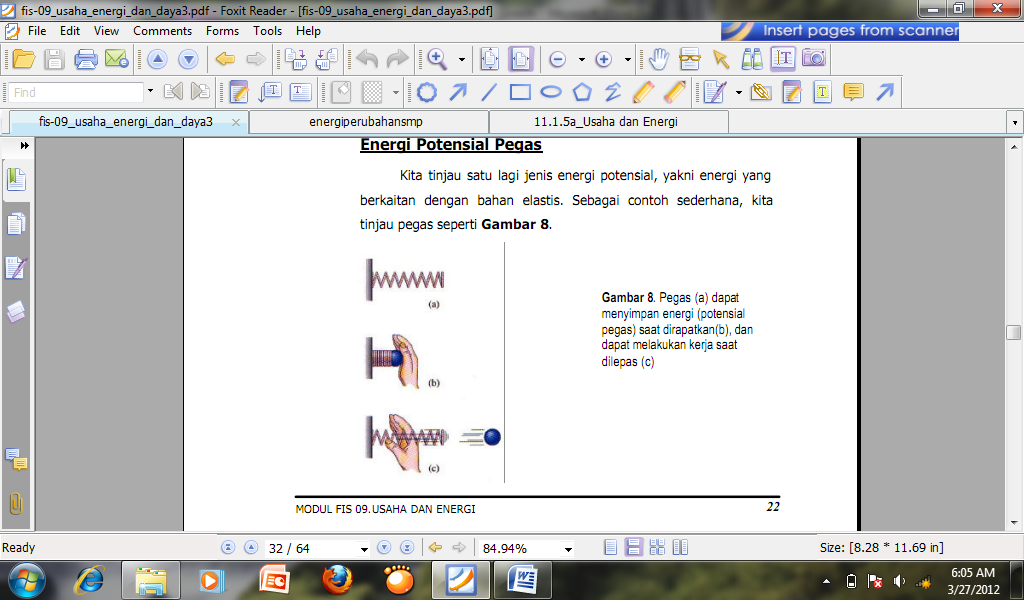 fis-09_usaha_energi_dan_daya3.pdf - Foxit Reader - [fis-09_usaha_energi_dan_daya3.pdf]
File Edit View Comments Forms Tools Help
Insert pages from scanner
Find
fis-09_usaha_energi_dan_daya3
energiperubahansmp
11.1.5a_Usaha dan Energi
Energi Potensial Pegas
Kita tinjau satu lagi jenis energi potensial, yakni energi yang
berkaitan dengan bahan elastis. Sebagai contoh sederhana, kita
tinjau pegas seperti Gambar 8.
(a)
(b)
(c)
Gambar 8. Pegas (a) dapat
menyimpan energi (potensial
pegas) saat dirapatkan(b), dan
dapat melakukan kerja saat
dilepas (c)
MODUL FIS 09.USAHA DAN ENERGI
22
Ready
32 / 64
84.94%
Size: [8.28 * 11.69 in]
6:05 AM
3/27/2012